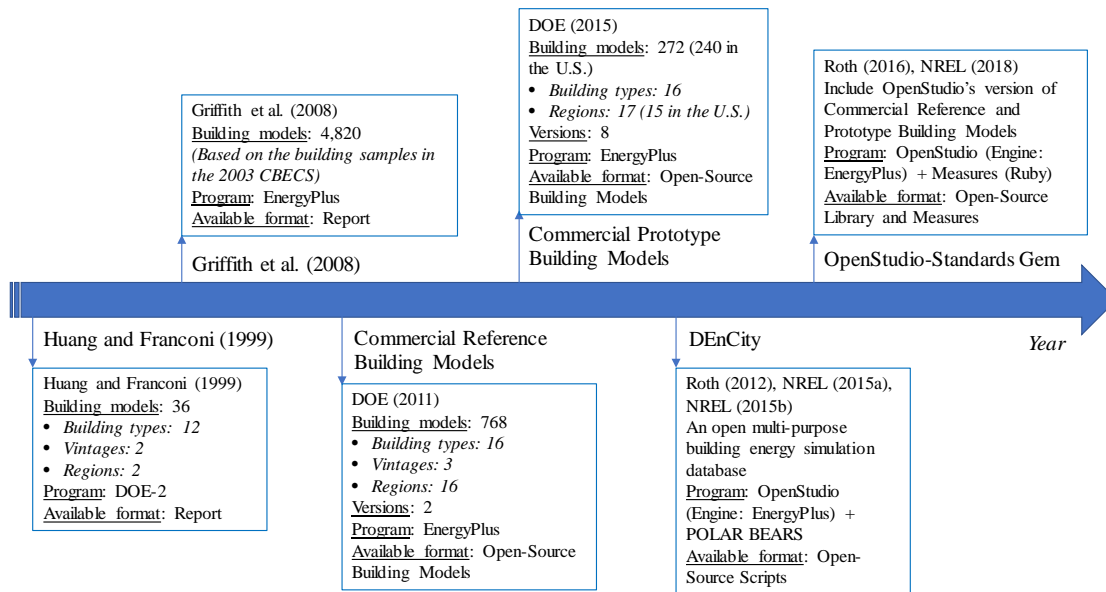 DOE (2015)
Building models: 272 (240 in
the U.S.)
• Building types: 16
• Regions: 17 (15 in the U.S.)
Versions: 8
Program: EnergyPlus
Available format: Open-Source
Building Models
Roth (2016), NREL (2018)
Include OpenStudio's version of
Commercial Reference and
Prototype Building Models
Program: OpenStudio (Engine:
EnergyPlus) + Measures (Ruby)
Available format: Open-Source
Library and Measures
Griffith et al. (2008)
Building models: 4,820
(Based on the building samples in
the 2003 CBECS)
Program: EnergyPlus
Available format: Report
Griffith et al. (2008)
Commercial Prototype
Building Models
OpenStudio-Standards Gem
Huang and Franconi (1999)
Commercial Reference
Building Models
DEnCity
Year
Huang and Franconi (1999)
Building models: 36
• Building types: 12
• Vintages: 2
• Regions: 2
Program: DOE-2
Available format: Report
DOE (2011)
Building models: 768
• Building types: 16
• Vintages: 3
• Regions: 16
Versions: 2
Program: EnergyPlus
Available format: Open-Source
Building Models
Roth (2012), NREL (2015a),
NREL (2015b)
An open multi-purpose
building energy simulation
database
Program: OpenStudio
(Engine: EnergyPlus) +
POLAR BEARS
Available format: Open-
Source Scripts